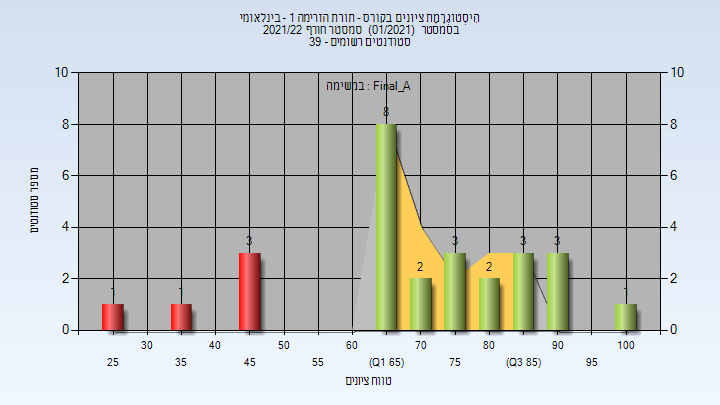 הִיסְטוֹגְרַמַת ציונים בקורס - תורת הזרימה 1 - בינלאומי
בסמסטר (01/2021) סמסטר חורף 2021/22
סטודנטים רשומים - 39
במשימה : Final_A
10 10
8 8
6 6
4 4
2 2
0 0
1 1 3 8 2 3 2 3 3 1
מספר סטודנטים
30 40 50 60 70 80 90 100
25 35 45 55 (Q1 65) 75 (Q3 85) 95
טווח ציונים